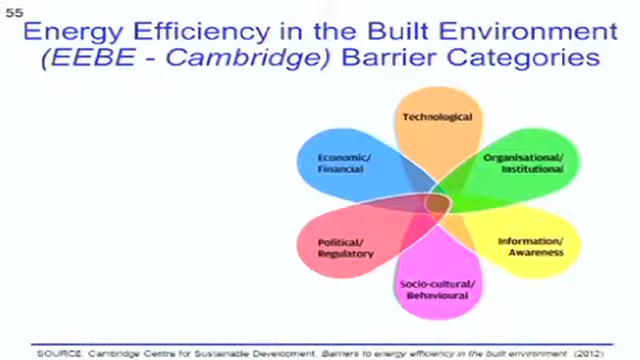 55
Energy Efficiency in the Built Environment
(EEBE - Cambridge) Barrier Categories
Technological
Economic/
Financial
Organisational/
Institutional
Political/
Regulatory
Information/
Awareness
Socio-cultural/
Behavioural
SOURCE. Cambridge Centre for Sustainable Development, Barriers to energy efficiency in the built environment (2012)